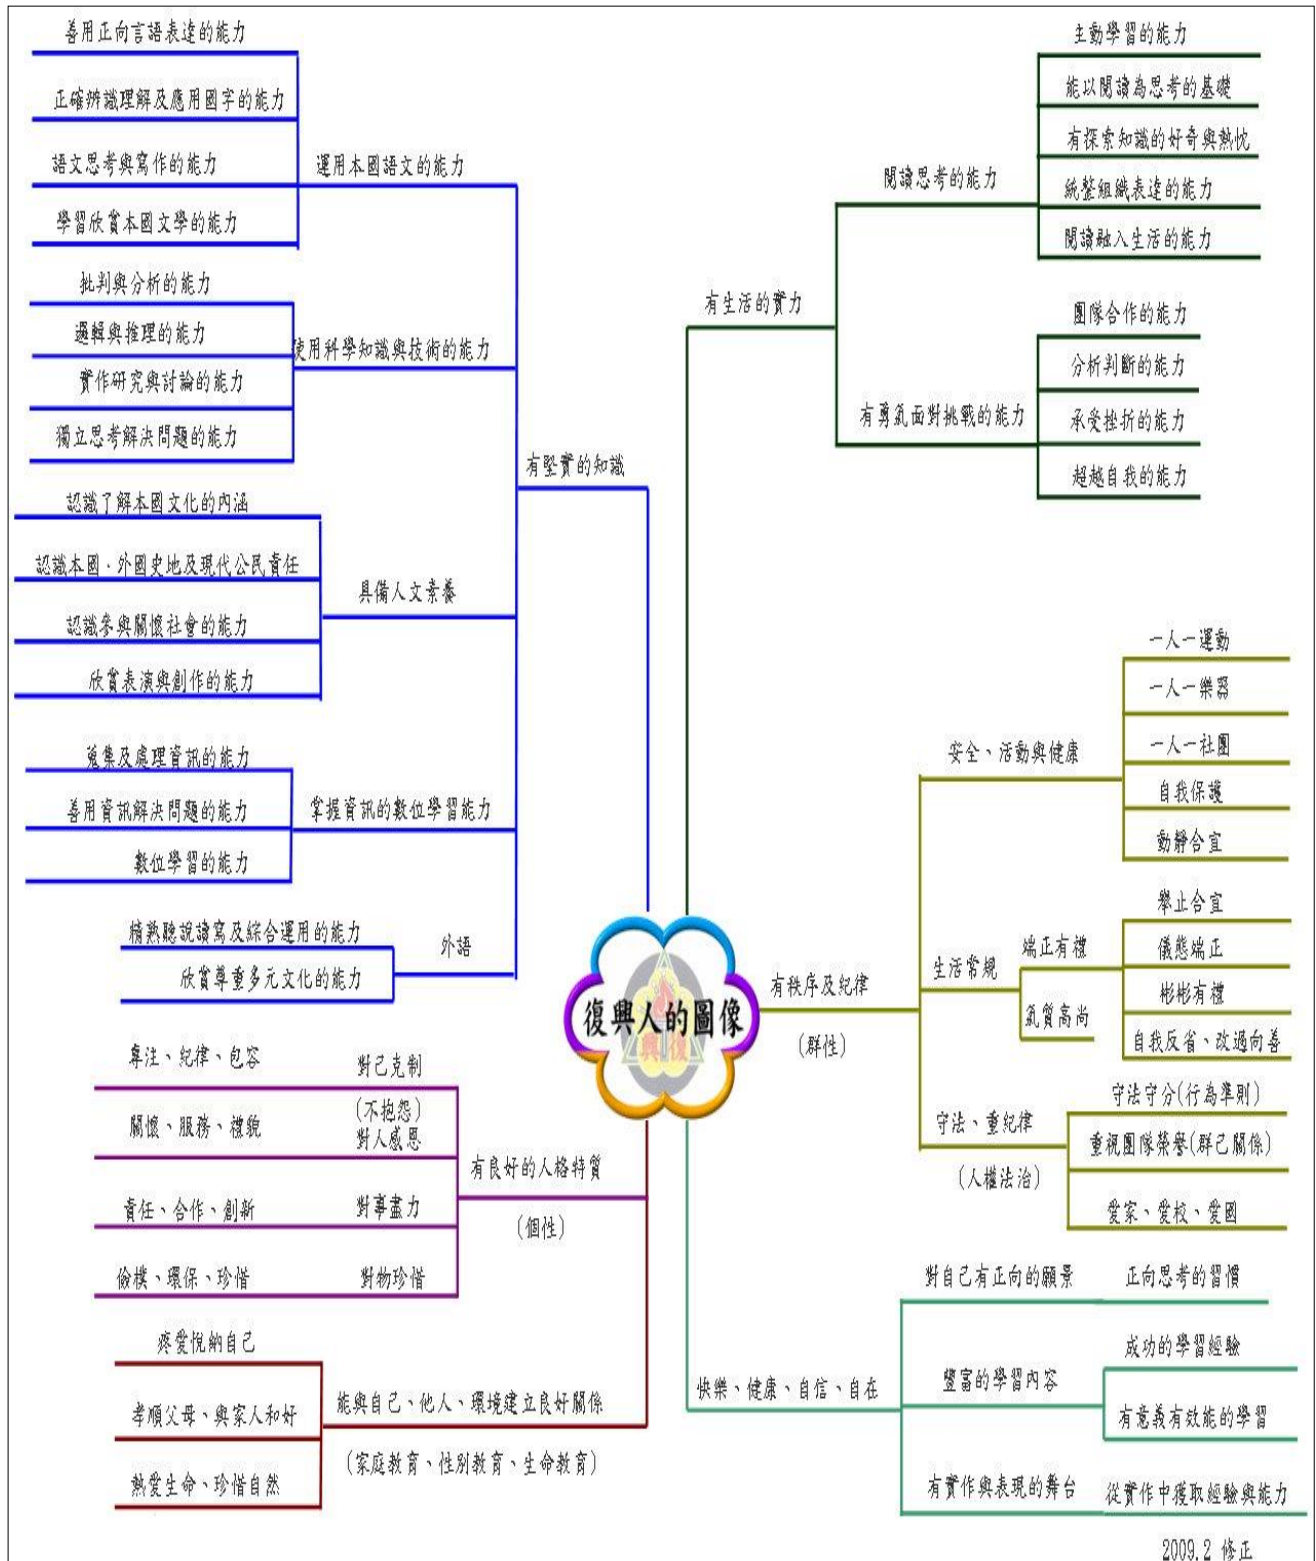 善用正向言語表達的能力
正確辨識理解及應用國字的能力
語文思考與寫作的能力
學習欣賞本國文學的能力
運用本國語文的能力
批判與分析的能力
邏輯與推理的能力
實作研究與討論的能力
獨立思考解決問題的能力
使用科學知識與技術的能力
有堅實的知識
認識了解本國文化的內涵
認識本國．外國史地及現代公民責任
認識參與關懷社會的能力
欣賞表演與創作的能力
具備人文素養
蒐集及處理資訊的能力
善用資訊解決問題的能力
數位學習的能力
掌握資訊的數位學習能力
精熟聽說讀寫及綜合運用的能力
欣賞尊重多元文化的能力
外語
專注、紀律、包容
對己克制
(不抱怨)
關懷、服務、禮貌
對人感恩
責任、合作、創新
對事盡力
儉樸、環保、珍惜
對物珍惜
有良好的人格特質
(個性)
疼愛悅納自己
孝順父母、與家人和好
熱愛生命、珍惜自然
能與自己、他人、環境建立良好關係
(家庭教育、性別教育、生命教育)
復興人的圖像
興復
主動學習的能力
能以閱讀為思考的基礎
有探索知識的好奇與熱忱
統整組織表達的能力
閱讀融入生活的能力
閱讀思考的能力
有生活的實力
團隊合作的能力
分析判斷的能力
承受挫折的能力
超越自我的能力
有勇氣面對挑戰的能力
一人一運動
一人一樂器
一人一社團
自我保護
動靜合宜
安全、活動與健康
舉止合宜
儀態端正
彬彬有禮
自我反省、改過向善
端正有禮
氣質高尚
生活常規
有秩序及紀律
(群性)
守法守分(行為準則)
重視團隊榮譽(群己關係)
愛家、愛校、愛國
守法、重紀律
(人權法治)
對自己有正向的願景
正向思考的習慣
豐富的學習內容
成功的學習經驗
有意義有效能的學習
快樂、健康、自信、自在
有實作與表現的舞台
從實作中獲取經驗與能力
2009.2 修正